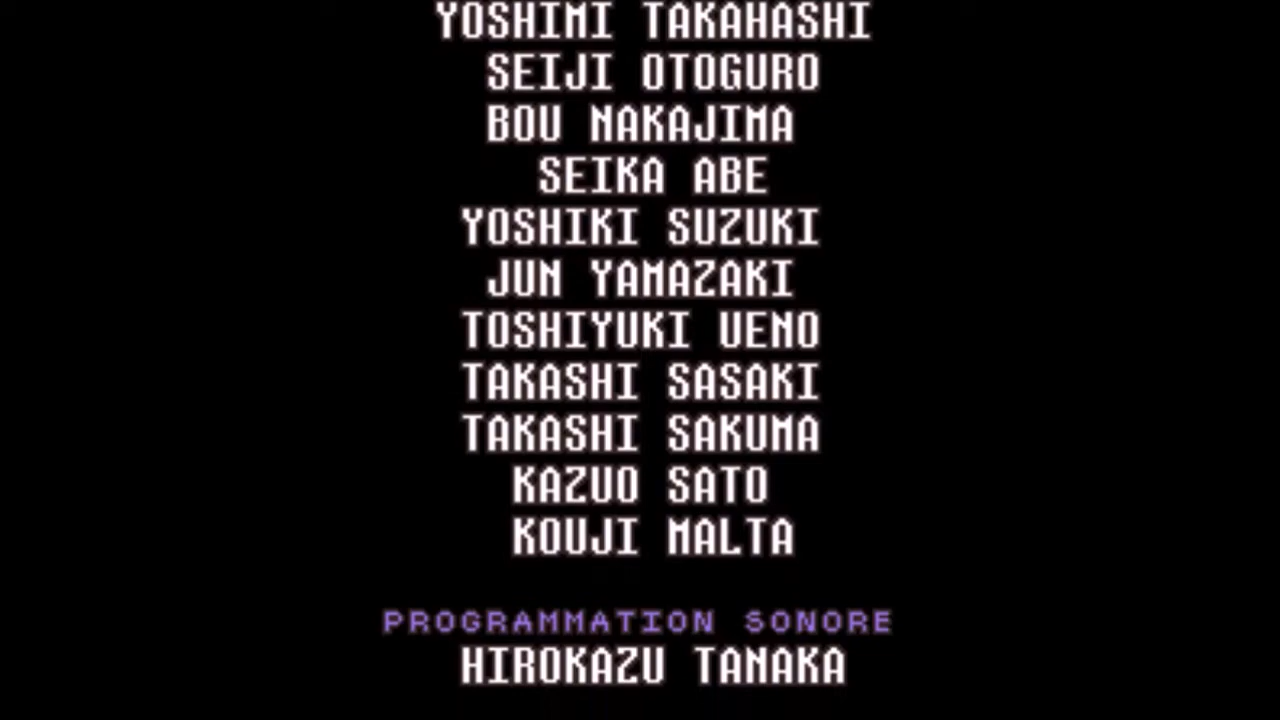 YOSHIMI TAKAHASHI
SEIJI OTOGURO
BOU NAKAJIMA
SEIKA ABE
YOSHIKI SUZUKI
JUN YAMAZAKI
TOSHIYUKI UENO
TAKASHI SASAKI
TAKASHI SAKUMA
KAZUO SATO
KOUJI MALTA
PROGRAMMATION SONORE
HIROKAZU TANAKA